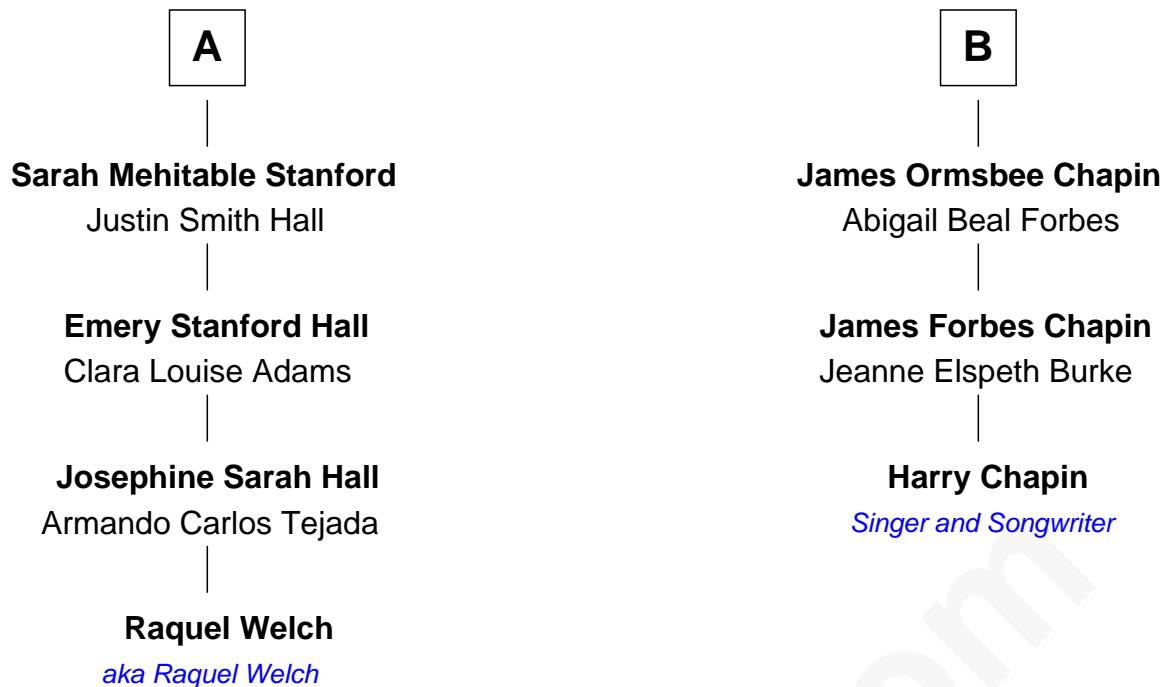 A
Sarah Mehitable Stanford
Justin Smith Hall
Emery Stanford Hall
Clara Louise Adams
Josephine Sarah Hall
Armando Carlos Tejada
Raquel Welch
aka Raquel Welch
B
James Ormsbee Chapin
Abigail Beal Forbes
James Forbes Chapin
Jeanne Elspeth Burke
Harry Chapin
Singer and Songwriter
om